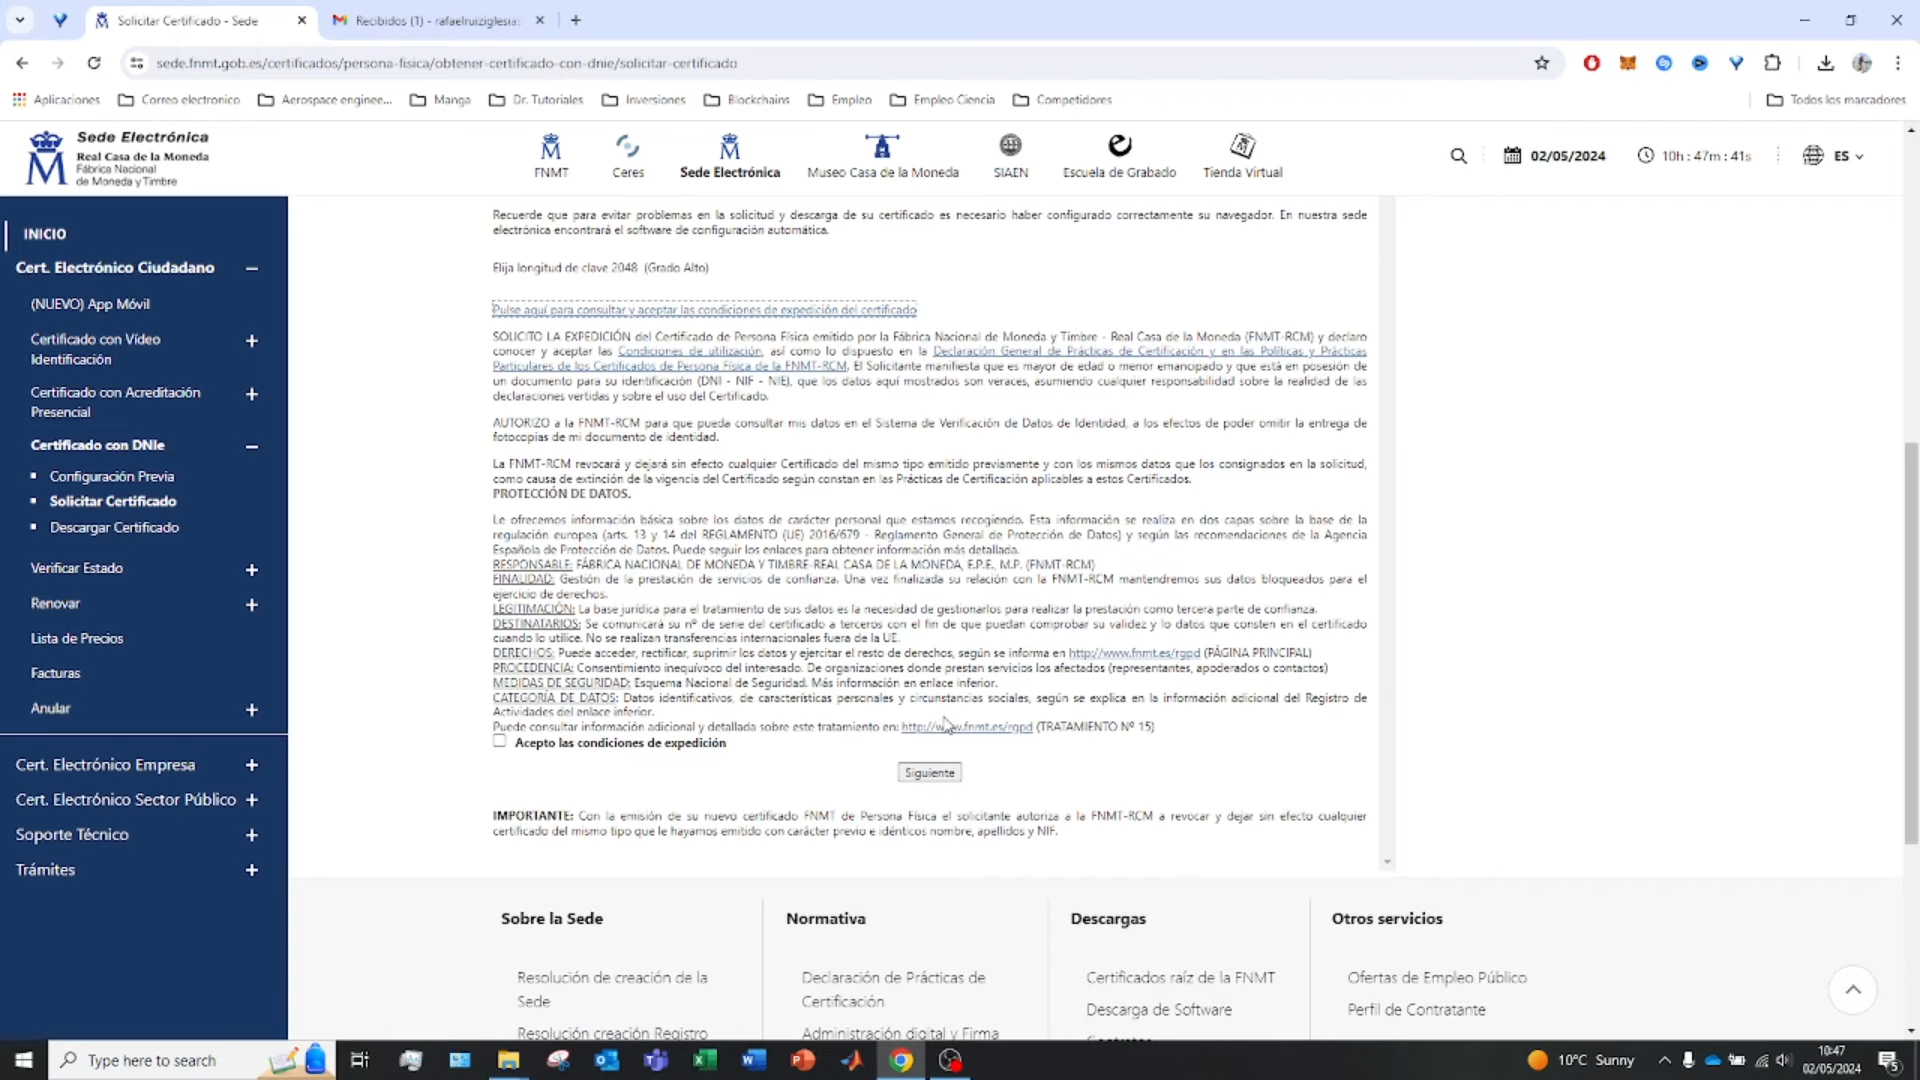 Solicitar Certificado - Sede
Recibidos (1) - rafaelruiziglesia
sede.fnmt.gob.es/certificados/persona-fisica/obtener-certificado-con-dnie/solicitar-certificado
Aplicaciones
Correo electronico
Aerospace enginee...
Manga
Dr. Tutoriales
Inversiones
Blockchains
Empleo
Empleo Ciencia
Competidores
Todos los marcadores
Sede Electrónica
Real Casa de la Moneda
Fábrica Nacional
de Moneda y Timbre
FNMT
Ceres
Sede Electrónica
Museo Casa de la Moneda
SIAEN
Escuela de Grabado
Tienda Virtual
02/05/2024
10h : 47m : 41s
ES
INICIO
Cert. Electrónico Ciudadano
(NUEVO) App Móvil
Certificado con Vídeo
Identificación
Certificado con Acreditación
Presencial
Certificado con DNIe
Configuración Previa
Solicitar Certificado
Descargar Certificado
Verificar Estado
Renovar
Lista de Precios
Facturas
Anular
Cert. Electrónico Empresa
Cert. Electrónico Sector Público
Soporte Técnico
Trámites
Recuerde que para evitar problemas en la solicitud y descarga de su certificado es necesario haber configurado correctamente su navegador. En nuestra sede
electrónica encontrará el software de configuración automática.
Elija longitud de clave 2048 (Grado Alto)
Pulse aquí para consultar y aceptar las condiciones de expedición del certificado
SOLICITO LA EXPEDICIÓN del Certificado de Persona Física emitido por la Fábrica Nacional de Moneda y Timbre - Real Casa de la Moneda (FNMT-RCM) y declaro
conocer y aceptar las Condiciones de utilización, así como lo dispuesto en la Declaración General de Prácticas de Certificación y en las Políticas y Prácticas
Particulares de los Certificados de Persona Física de la FNMT-RCM. El Solicitante manifiesta que es mayor de edad o menor emancipado y que está en posesión de
un documento para su identificación (DNI - NIF - NIE), que los datos aquí mostrados son veraces, asumiendo cualquier responsabilidad sobre la realidad de las
declaraciones vertidas y sobre el uso del Certificado.
AUTORIZO a la FNMT-RCM para que pueda consultar mis datos en el Sistema de Verificación de Datos de Identidad, a los efectos de poder omitir la entrega de
fotocopias de mi documento de identidad.
La FNMT-RCM revocará y dejará sin efecto cualquier Certificado del mismo tipo emitido previamente y con los mismos datos que los consignados en la solicitud,
como causa de extinción de la vigencia del Certificado según constan en las Prácticas de Certificación aplicables a estos Certificados.
PROTECCIÓN DE DATOS.
Le ofrecemos información básica sobre los datos de carácter personal que estamos recogiendo. Esta información se realiza en dos capas sobre la base de la
regulación europea (arts. 13 y 14 del REGLAMENTO (UE) 2016/679 - Reglamento General de Protección de Datos) y según las recomendaciones de la Agencia
Española de Protección de Datos. Puede seguir los enlaces para obtener información más detallada.
RESPONSABLE: FÁBRICA NACIONAL DE MONEDA Y TIMBRE-REAL CASA DE LA MONEDA, E.P.E., M.P. (FNMT-RCM)
FINALIDAD: Gestión de la prestación de servicios de confianza. Una vez finalizada su relación con la FNMT-RCM mantendremos sus datos bloqueados para el
ejercicio de derechos.
LEGITIMACIÓN: La base jurídica para el tratamiento de sus datos es la necesidad de gestionarlos para realizar la prestación como tercera parte de confianza.
DESTINATARIOS: Se comunicará su nº de serie del certificado a terceros con el fin de que puedan comprobar su validez y lo datos que consten en el certificado
cuando lo utilice. No se realizan transferencias internacionales fuera de la UE.
DERECHOS: Puede acceder, rectificar, suprimir los datos y ejercitar el resto de derechos, según se informa en http://www.fnmt.es/rgpd (PÁGINA PRINCIPAL)
PROCEDENCIA: Consentimiento inequívoco del interesado. De organizaciones donde prestan servicios los afectados (representantes, apoderados o contactos)
MEDIDAS DE SEGURIDAD: Esquema Nacional de Seguridad. Más información en enlace inferior.
CATEGORÍA DE DATOS: Datos identificativos, de características personales y circunstancias sociales, según se explica en la información adicional del Registro de
Actividades del enlace inferior.
Puede consultar información adicional y detallada sobre este tratamiento en: http://www.fnmt.es/rgpd (TRATAMIENTO Nº 15)
Acepto las condiciones de expedición
Siguiente
IMPORTANTE: Con la emisión de su nuevo certificado FNMT de Persona Física el solicitante autoriza a la FNMT-RCM a revocar y dejar sin efecto cualquier
certificado del mismo tipo que le hayamos emitido con carácter previo e idénticos nombre, apellidos y NIF.
Sobre la Sede
Normativa
Descargas
Otros servicios
Resolución de creación de la
Sede
Resolución creación Registro
Declaración de Prácticas de
Certificación
Administración digital y Firma
Certificados raíz de la FNMT
Descarga de Software
Ofertas de Empleo Público
Perfil de Contratante
Type here to search
10°C Sunny
10:47
02/05/2024
5